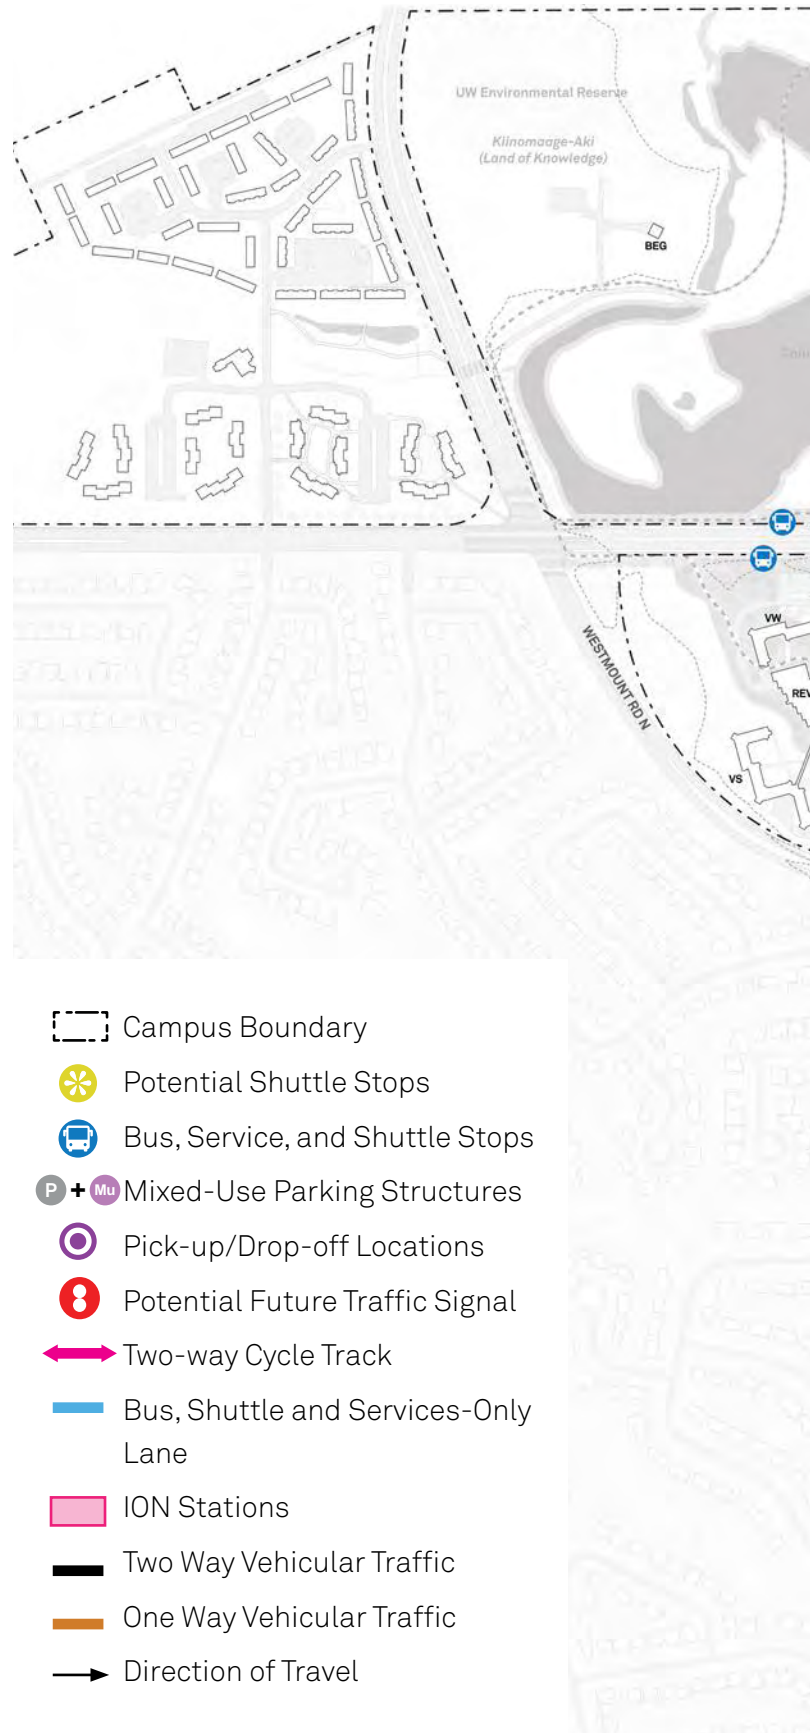 UW Environmental Reserve
Kiinomaage-Aki
(Land of Knowledge)
BEG
WESTMOUNT RD N
VW
REV
VS
Campus Boundary
Potential Shuttle Stops
Bus, Service, and Shuttle Stops
P + Mu Mixed-Use Parking Structures
Pick-up/Drop-off Locations
Potential Future Traffic Signal
Two-way Cycle Track
Bus, Shuttle and Services-Only
Lane
ION Stations
Two Way Vehicular Traffic
One Way Vehicular Traffic
Direction of Travel